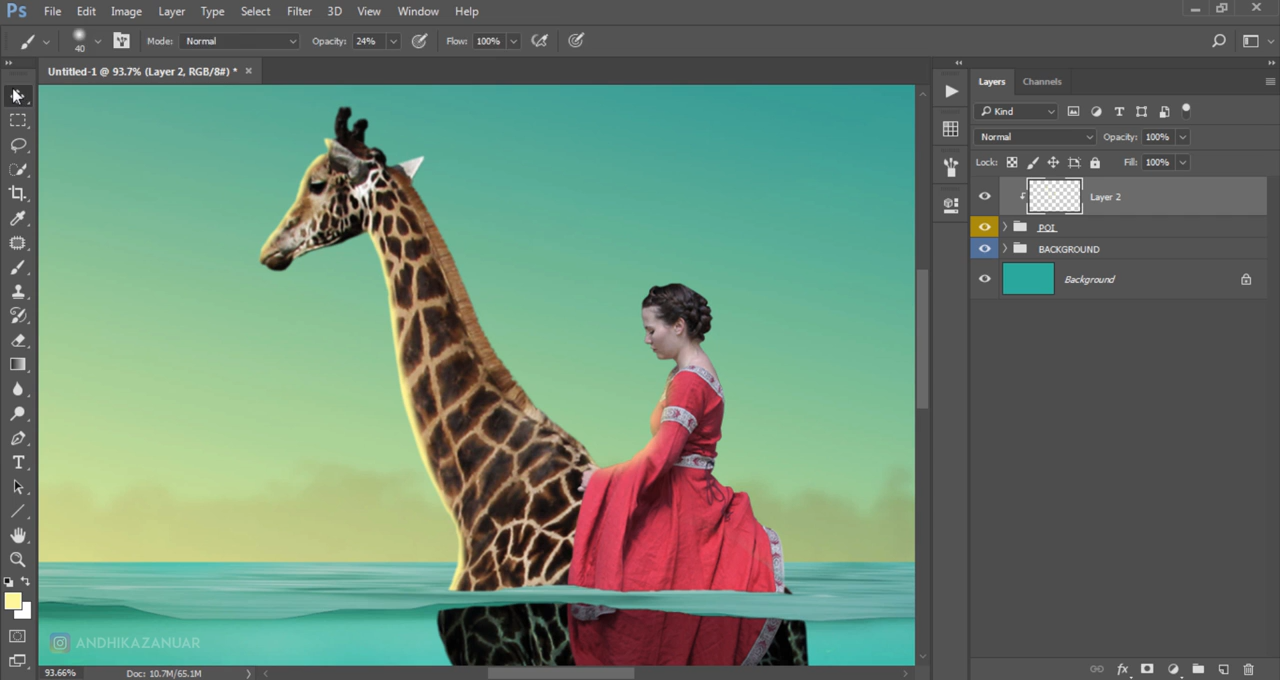 Ps File Edit Image Layer Type Select Filter 3D View Window Help
40 Mode: Normal Opacity: 24% Flow: 100%
Untitled-1 @ 93.7% (Layer 2, RGB/8#) * ×
Layers Channels
Kind
Normal Opacity: 100%
Lock: Fill: 100%
Layer 2
POI
BACKGROUND
Background
ANDHIKAZANUAR
93.66% Doc: 10.7M/65.1M
fx